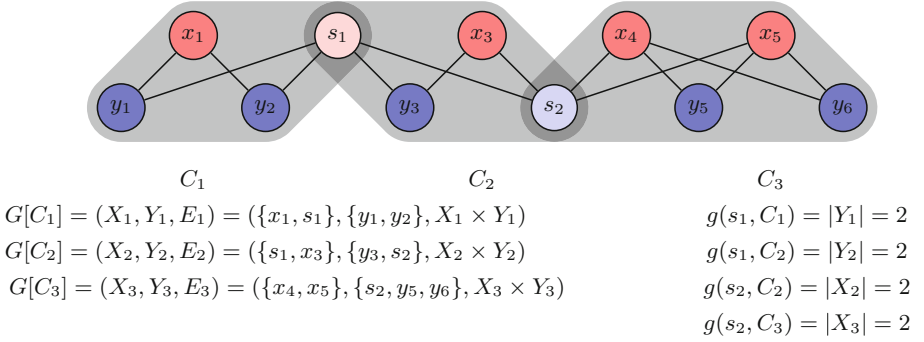 x₁ s₁ x₃ x₄ x₅
y₁ y₂ y₃ s₂ y₅ y₆
C₁ C₂ C₃
G[C₁] = (X₁, Y₁, E₁) = ({x₁, s₁}, {y₁, y₂}, X₁ × Y₁) g(s₁, C₁) = |Y₁| = 2
G[C₂] = (X₂, Y₂, E₂) = ({s₁, x₃}, {y₃, s₂}, X₂ × Y₂) g(s₁, C₂) = |Y₂| = 2
G[C₃] = (X₃, Y₃, E₃) = ({x₄, x₅}, {s₂, y₅, y₆}, X₃ × Y₃) g(s₂, C₂) = |X₂| = 2
g(s₂, C₃) = |X₃| = 2